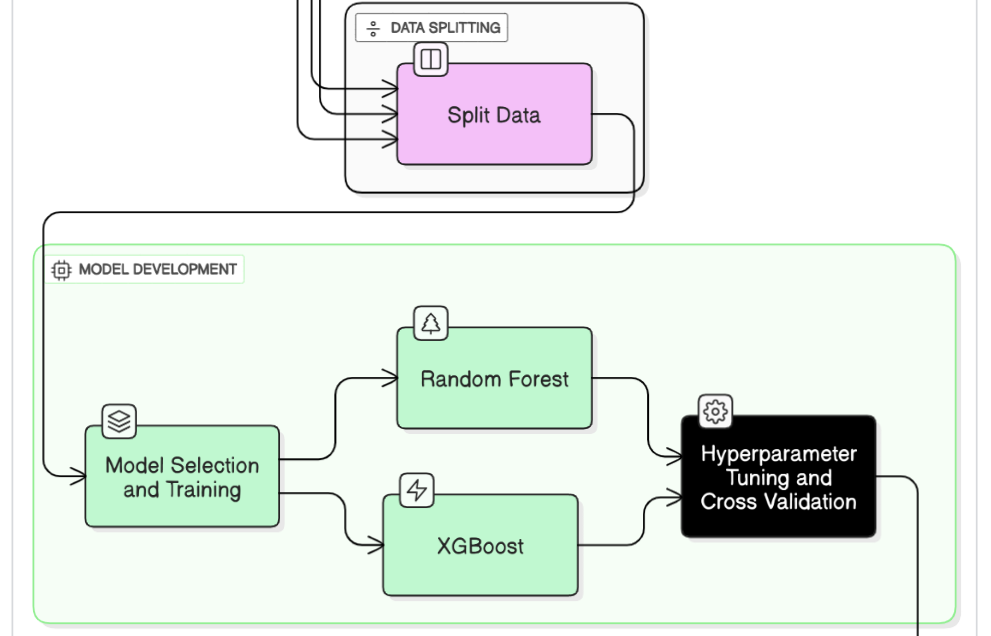 DATA SPLITTING
Split Data
MODEL DEVELOPMENT
Random Forest
Model Selection
and Training
Hyperparameter
Tuning and
Cross Validation
XGBoost